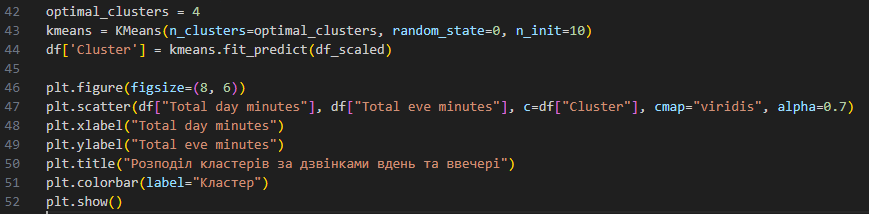 42 optimal_clusters = 4
43 kmeans = KMeans(n_clusters=optimal_clusters, random_state=0, n_init=10)
44 df['Cluster'] = kmeans.fit_predict(df_scaled)
45
46 plt.figure(figsize=(8, 6))
47 plt.scatter(df["Total day minutes"], df["Total eve minutes"], c=df["Cluster"], cmap="viridis", alpha=0.7)
48 plt.xlabel("Total day minutes")
49 plt.ylabel("Total eve minutes")
50 plt.title("Розподіл кластерів за дзвінками вдень та ввечері")
51 plt.colorbar(label="Кластер")
52 plt.show()